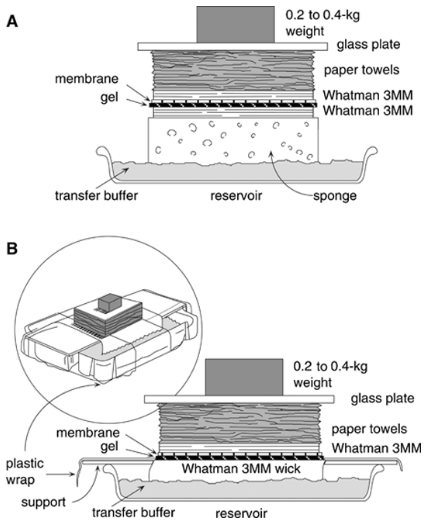 A
0.2 to 0.4-kg
weight
glass plate
paper towels
membrane
Whatman 3MM
gel
Whatman 3MM
transfer buffer
reservoir
sponge
B
0.2 to 0.4-kg
weight
glass plate
paper towels
membrane
Whatman 3MM
gel
Whatman 3MM wick
plastic
wrap
support
transfer buffer
reservoir